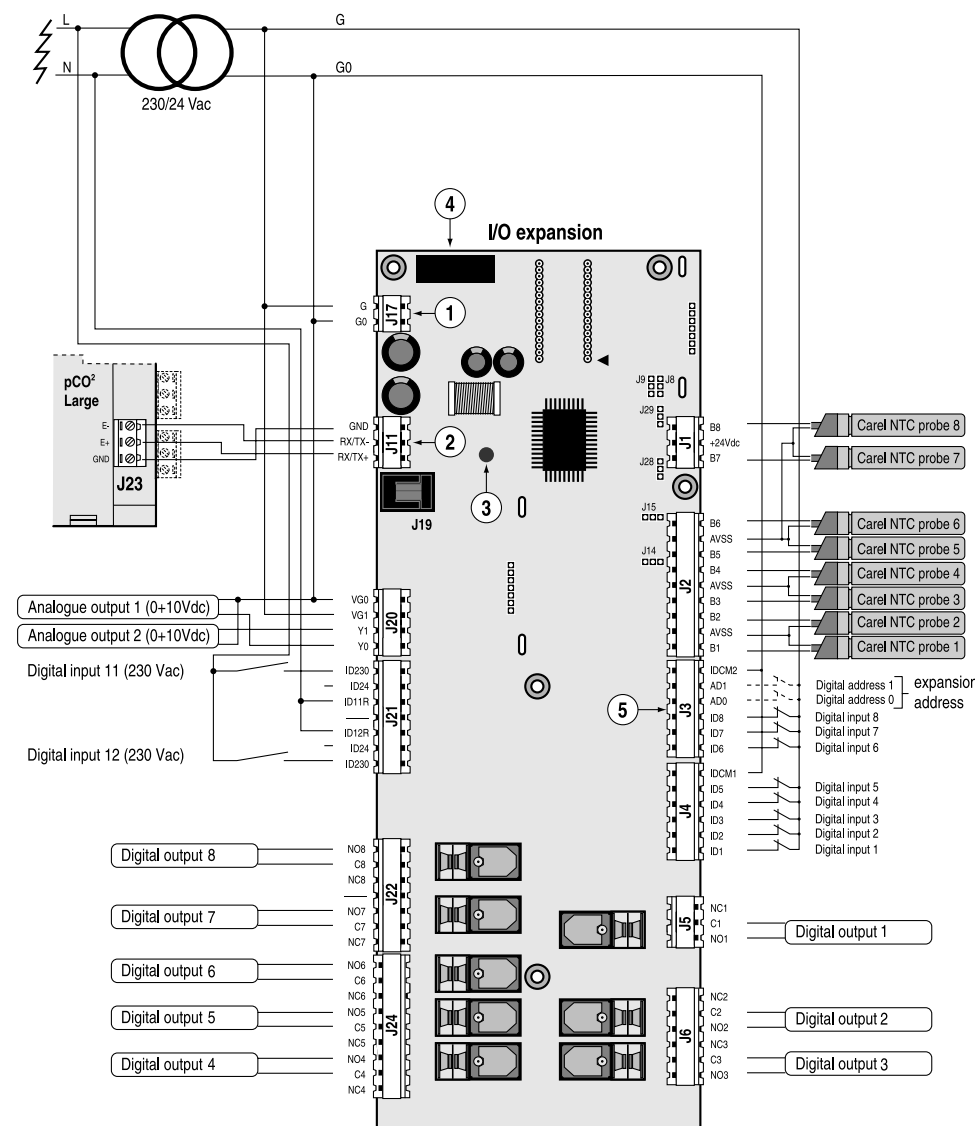 L
G
N
G0
230/24 Vac
4
I/O expansion
G
G0
J17
1
pCO²
Large
E-
E+
GND
J23
GND
RX/TX-
RX/TX+
J11
2
3
J19
J9
J8
J29
J28
J15
J14
J1
B8
+24Vdc
B7
Carel NTC probe 8
Carel NTC probe 7
J2
B6
AVSS
B5
B4
AVSS
B3
B2
AVSS
B1
Carel NTC probe 6
Carel NTC probe 5
Carel NTC probe 4
Carel NTC probe 3
Carel NTC probe 2
Carel NTC probe 1
Analogue output 1 (0+10Vdc)
Analogue output 2 (0+10Vdc)
VG0
VG1
Y1
Y0
J20
Digital input 11 (230 Vac)
Digital input 12 (230 Vac)
ID230
ID24
ID11R
ID12R
ID24
ID230
J21
5
J3
IDCM2
AD1
AD0
ID8
ID7
ID6
Digital address 1
Digital address 0
expansion
address
Digital input 8
Digital input 7
Digital input 6
J4
IDCM1
ID5
ID4
ID3
ID2
ID1
Digital input 5
Digital input 4
Digital input 3
Digital input 2
Digital input 1
Digital output 8
Digital output 7
NO8
C8
NC8
NO7
C7
NC7
J22
Digital output 6
Digital output 5
Digital output 4
NO6
C6
NC6
NO5
C5
NC5
NO4
C4
NC4
J24
J5
NC1
C1
NO1
Digital output 1
J6
NC2
C2
NO2
NC3
C3
NO3
Digital output 2
Digital output 3